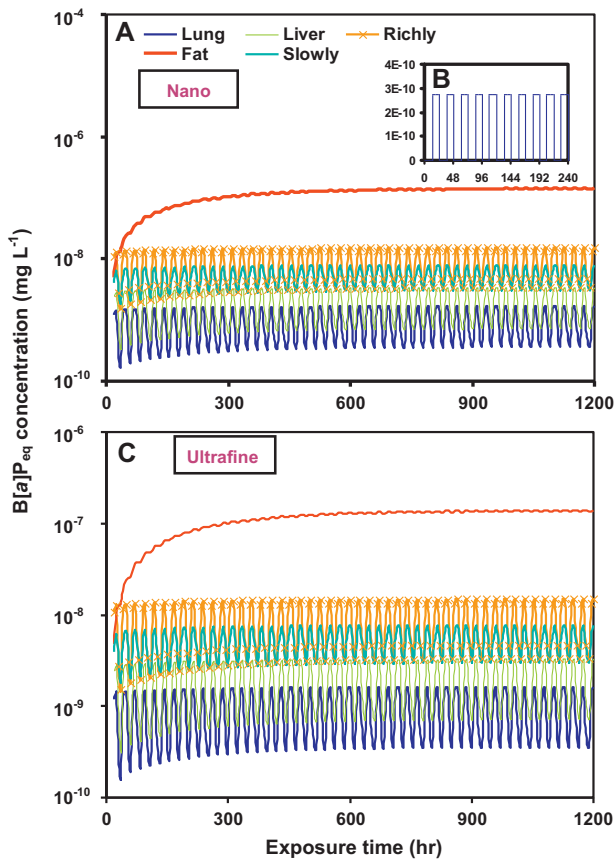 A
Lung
Liver
Richly
Fat
Slowly
Nano
B
4E-10
3E-10
2E-10
1E-10
0
0 48 96 144 192 240
10⁻⁴
10⁻⁶
10⁻⁸
10⁻¹⁰
0 300 600 900 1200
B[a]Peq concentration (mg L⁻¹)
C
Ultrafine
10⁻⁶
10⁻⁷
10⁻⁸
10⁻⁹
10⁻¹⁰
0 300 600 900 1200
Exposure time (hr)